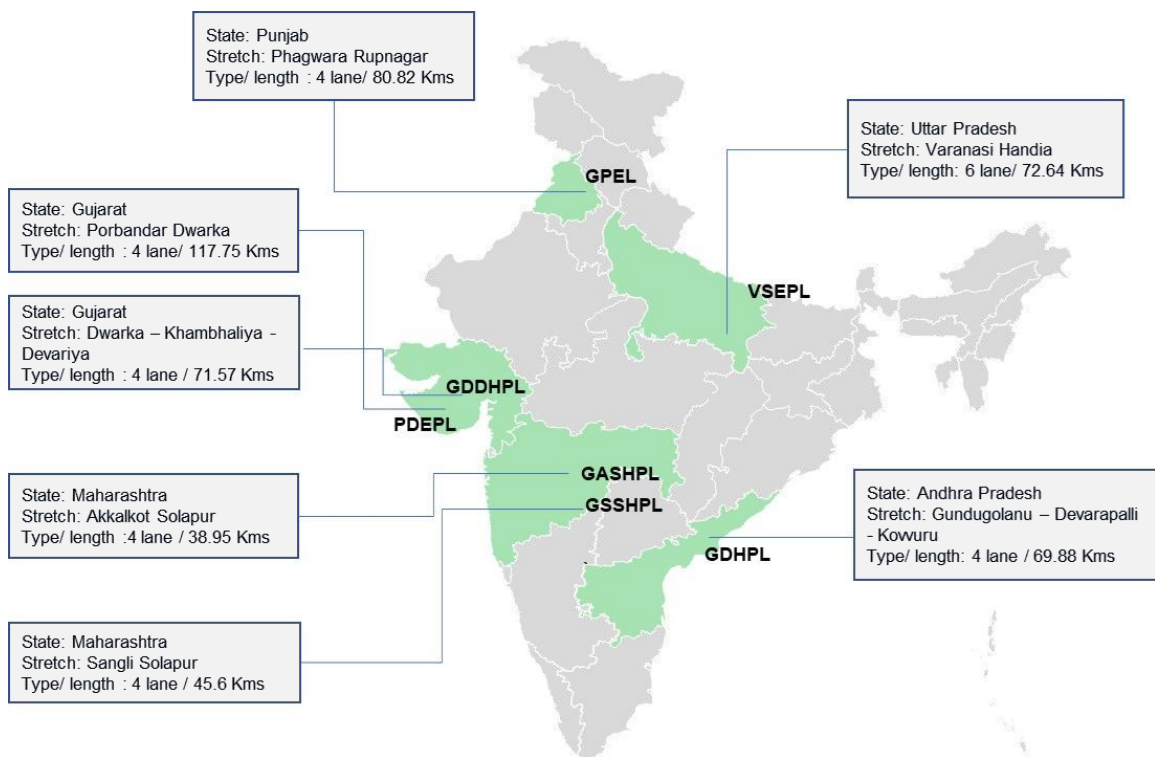 State: Punjab
Stretch: Phagwara Rupnagar
Type/ length : 4 lane/ 80.82 Kms
State: Uttar Pradesh
Stretch: Varanasi Handia
Type/ length: 6 lane/ 72.64 Kms
GPEL
State: Gujarat
Stretch: Porbandar Dwarka
Type/ length : 4 lane/ 117.75 Kms
VSEPL
State: Gujarat
Stretch: Dwarka – Khambhaliya -
Devariya
Type/ length : 4 lane / 71.57 Kms
GDDHPL
PDEPL
GASHPL
State: Maharashtra
Stretch: Akkalkot Solapur
Type/ length :4 lane / 38.95 Kms
GSSHPL
State: Andhra Pradesh
Stretch: Gundugolanu – Devarapalli
- Kovvuru
Type/ length: 4 lane / 69.88 Kms
GDHPL
State: Maharashtra
Stretch: Sangli Solapur
Type/ length : 4 lane / 45.6 Kms